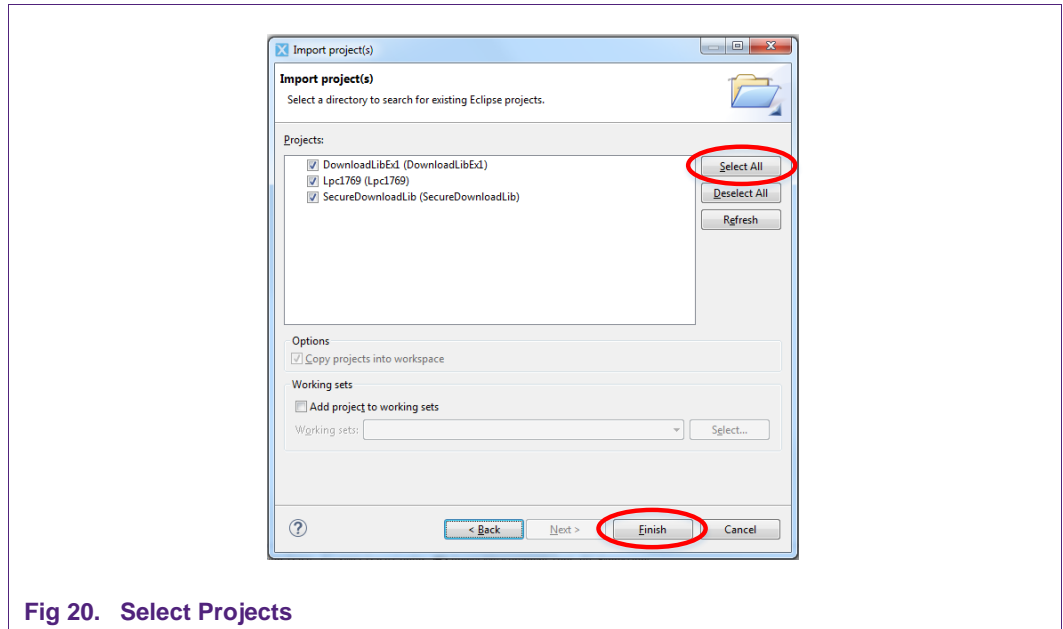 Import project(s)
Import project(s)
Select a directory to search for existing Eclipse projects.
Projects:
DownloadLibEx1 (DownloadLibEx1)
Lpc1769 (Lpc1769)
SecureDownloadLib (SecureDownloadLib)
Select All
Deselect All
Refresh
Options
Copy projects into workspace
Working sets
Add project to working sets
Working sets:
Select...
< Back
Next >
Finish
Cancel
Fig 20. Select Projects